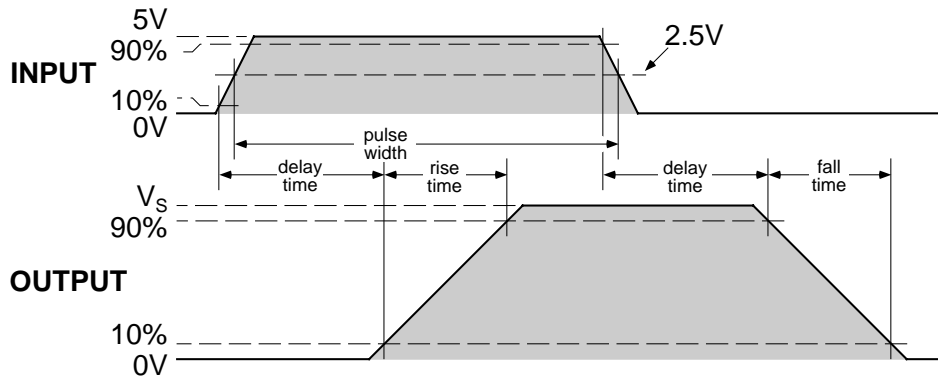 5V
90%
2.5V
INPUT
10%
0V
pulse
width
delay
time
rise
time
delay
time
fall
time
VS
90%
OUTPUT
10%
0V